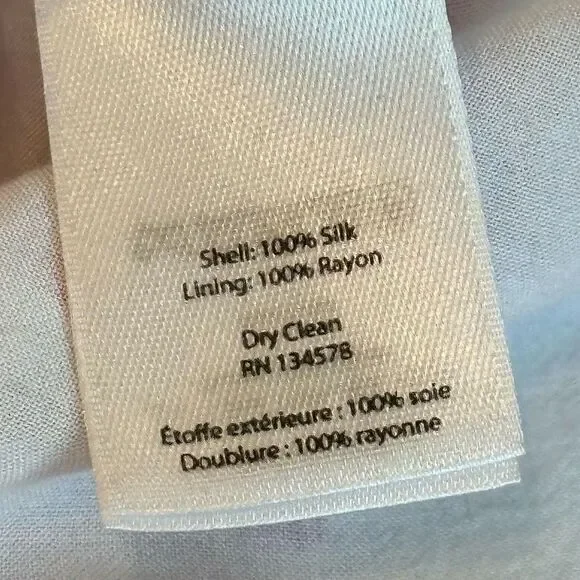 Shell: 100% Silk
Lining: 100% Rayon
Dry Clean
RN 134578
Étoffe extérieure : 100% soie
Doublure : 100% rayonne